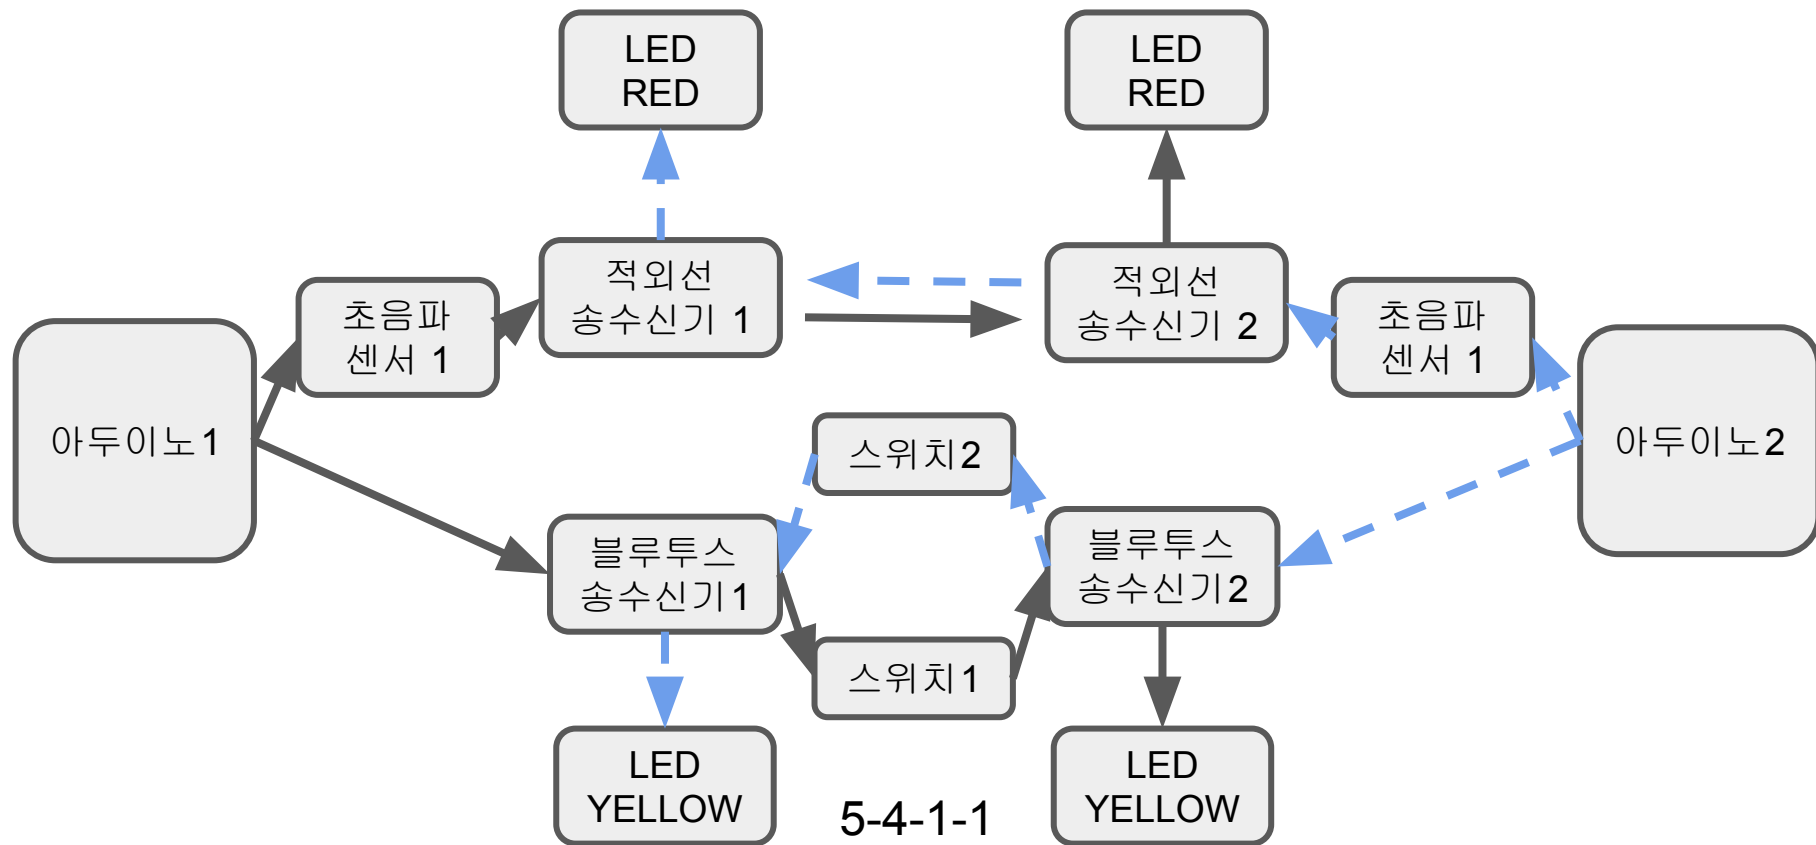 LED
RED
LED
RED
적외선
송수신기 1
적외선
송수신기 2
초음파
센서 1
초음파
센서 1
아두이노1
스위치2
아두이노2
블루투스
송수신기1
블루투스
송수신기2
스위치1
LED
YELLOW
LED
YELLOW
5-4-1-1